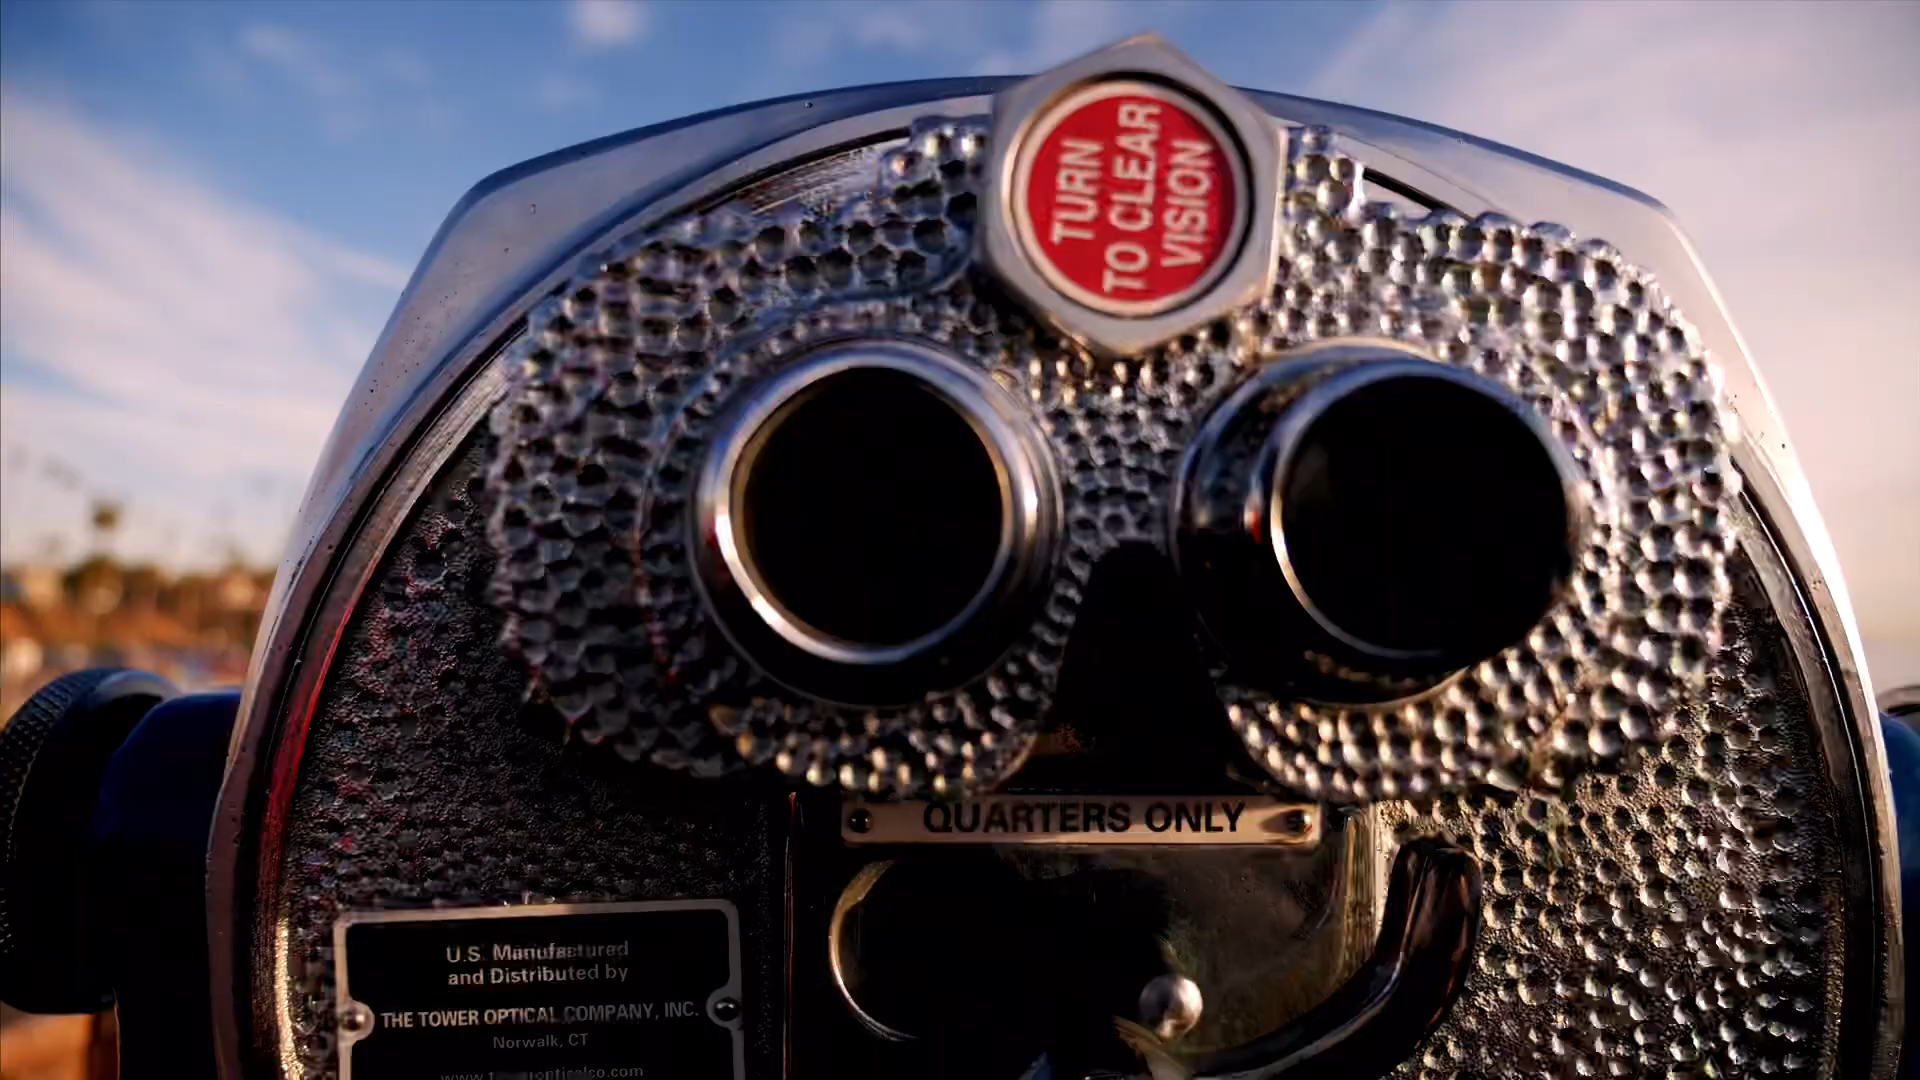 TURN
TO CLEAR
VISION
QUARTERS ONLY
U.S. Manufactured
and Distributed by
THE TOWER OPTICAL COMPANY, INC.
Norwalk, CT